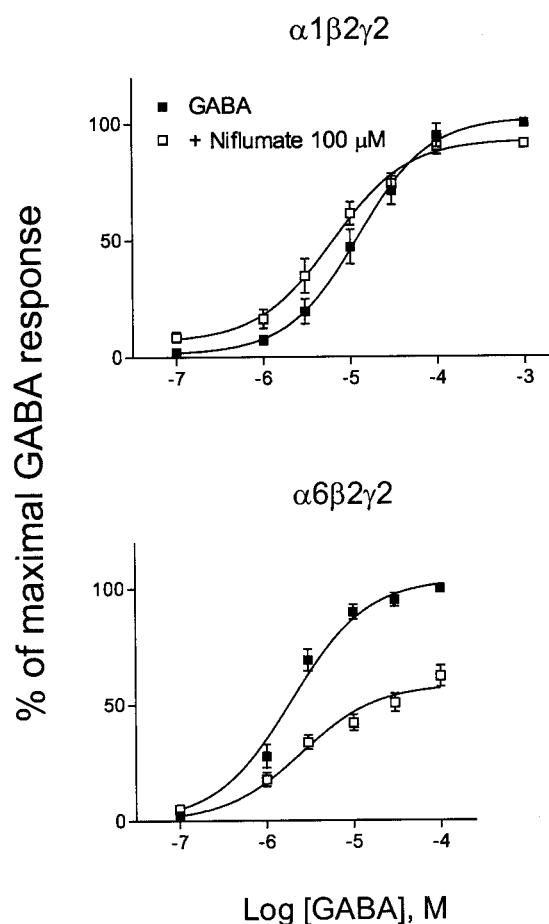 α1β2γ2
GABA
+ Niflumate 100 μM
100
50
0
-7 -6 -5 -4 -3
% of maximal GABA response
α6β2γ2
100
50
0
-7 -6 -5 -4
Log [GABA], M